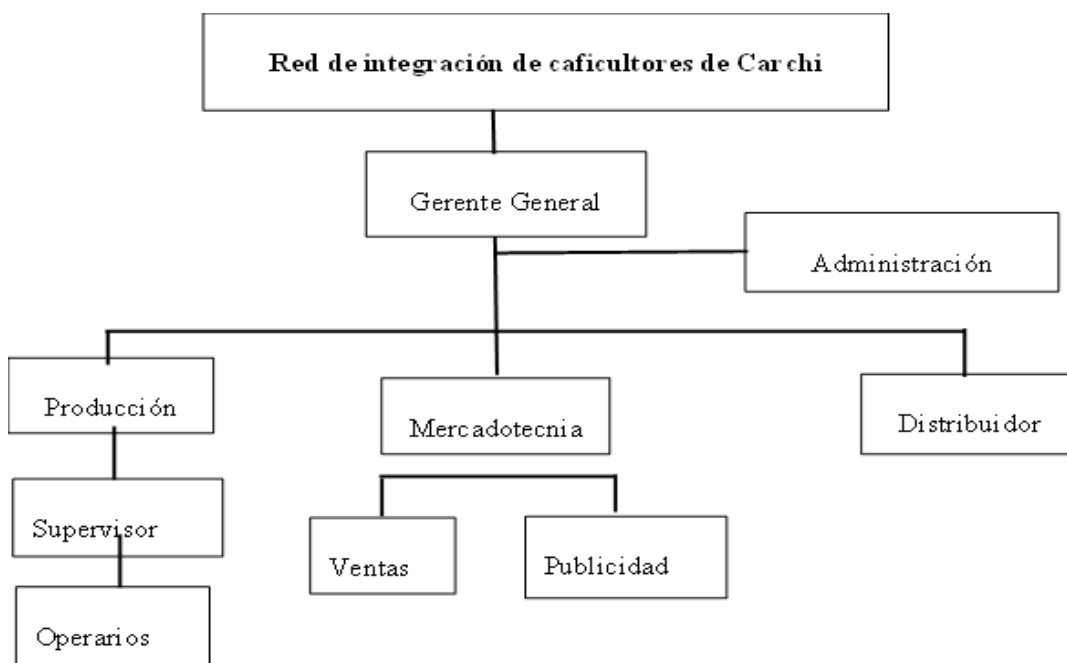 Red de integración de caficultores de Carchi
Gerente General
Administración
Producción
Mercadotecnia
Distribuidor
Supervisor
Ventas
Publicidad
Operarios